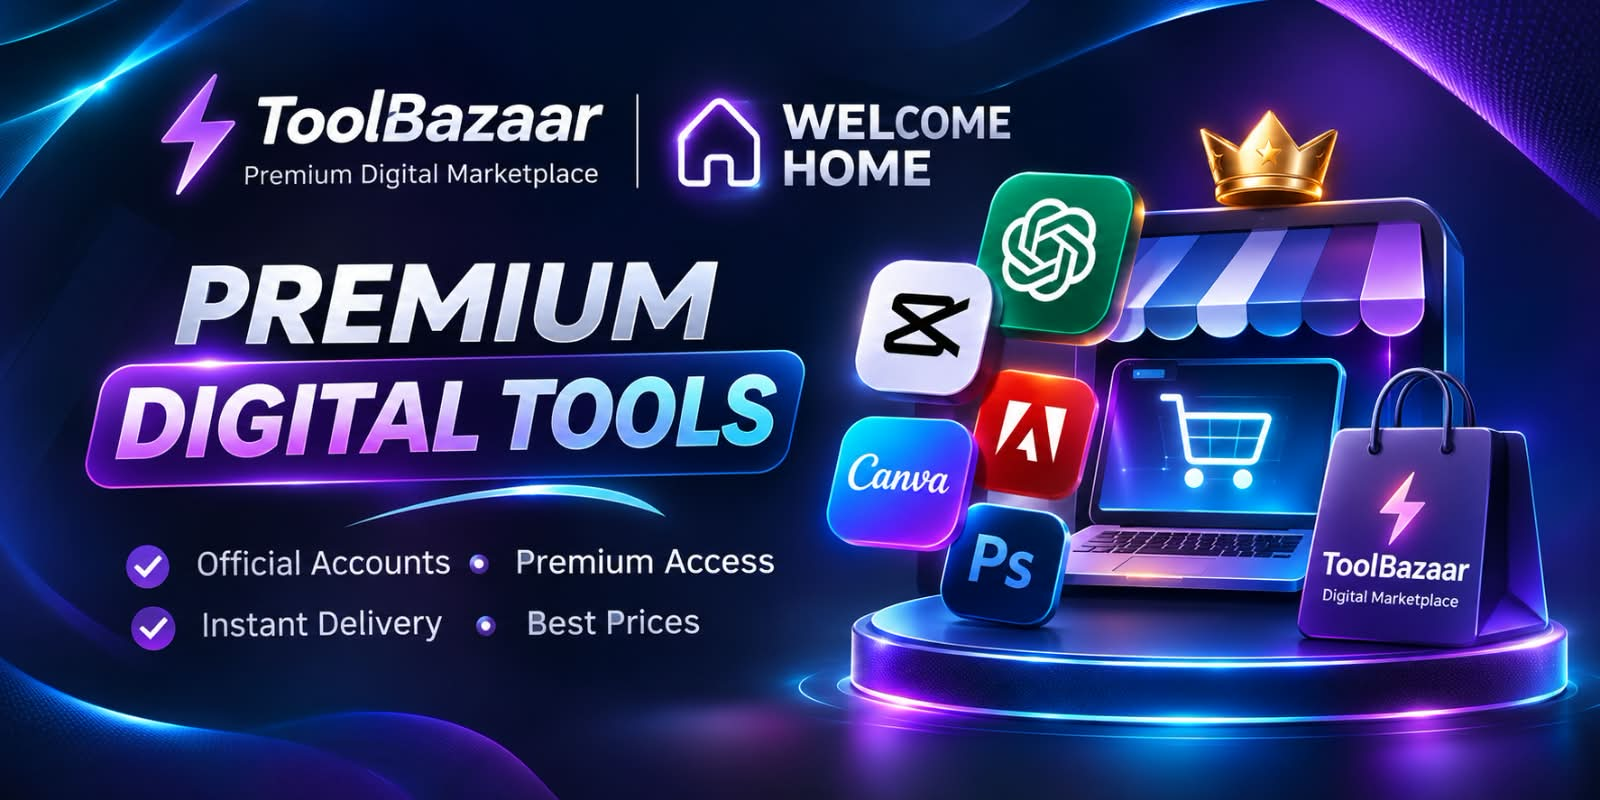 ToolBazaar
Premium Digital Marketplace
WELCOME
HOME
PREMIUM
DIGITAL TOOLS
Official Accounts • Premium Access
Instant Delivery • Best Prices
Canva
Ps
ToolBazaar
Digital Marketplace